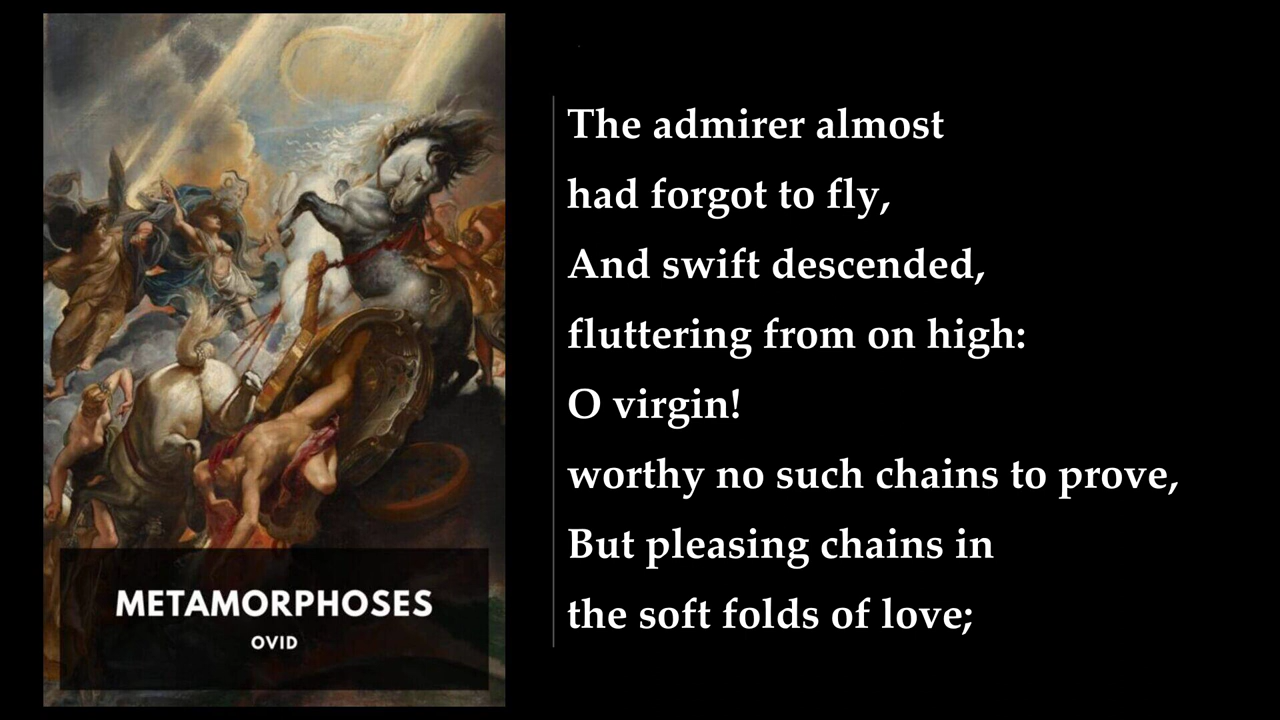 METAMORPHOSES
OVID
The admirer almost
had forgot to fly,
And swift descended,
fluttering from on high:
O virgin!
worthy no such chains to prove,
But pleasing chains in
the soft folds of love;